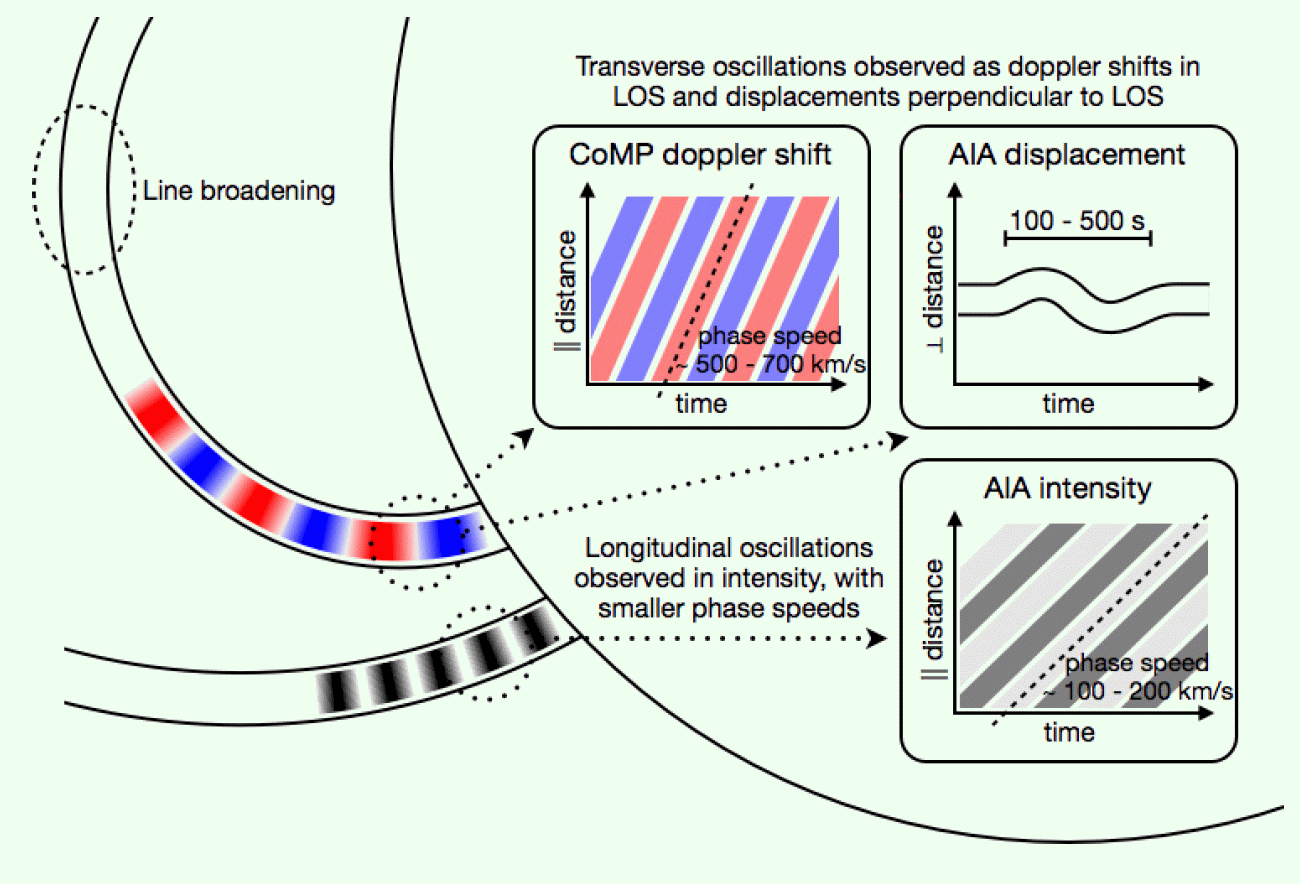 Transverse oscillations observed as doppler shifts in
LOS and displacements perpendicular to LOS
CoMP doppler shift
|| distance
phase speed
~ 500 - 700 km/s
time
AIA displacement
100 - 500 s
⊥ distance
time
Line broadening
Longitudinal oscillations
observed in intensity, with
smaller phase speeds
AIA intensity
|| distance
phase speed
~ 100 - 200 km/s
time